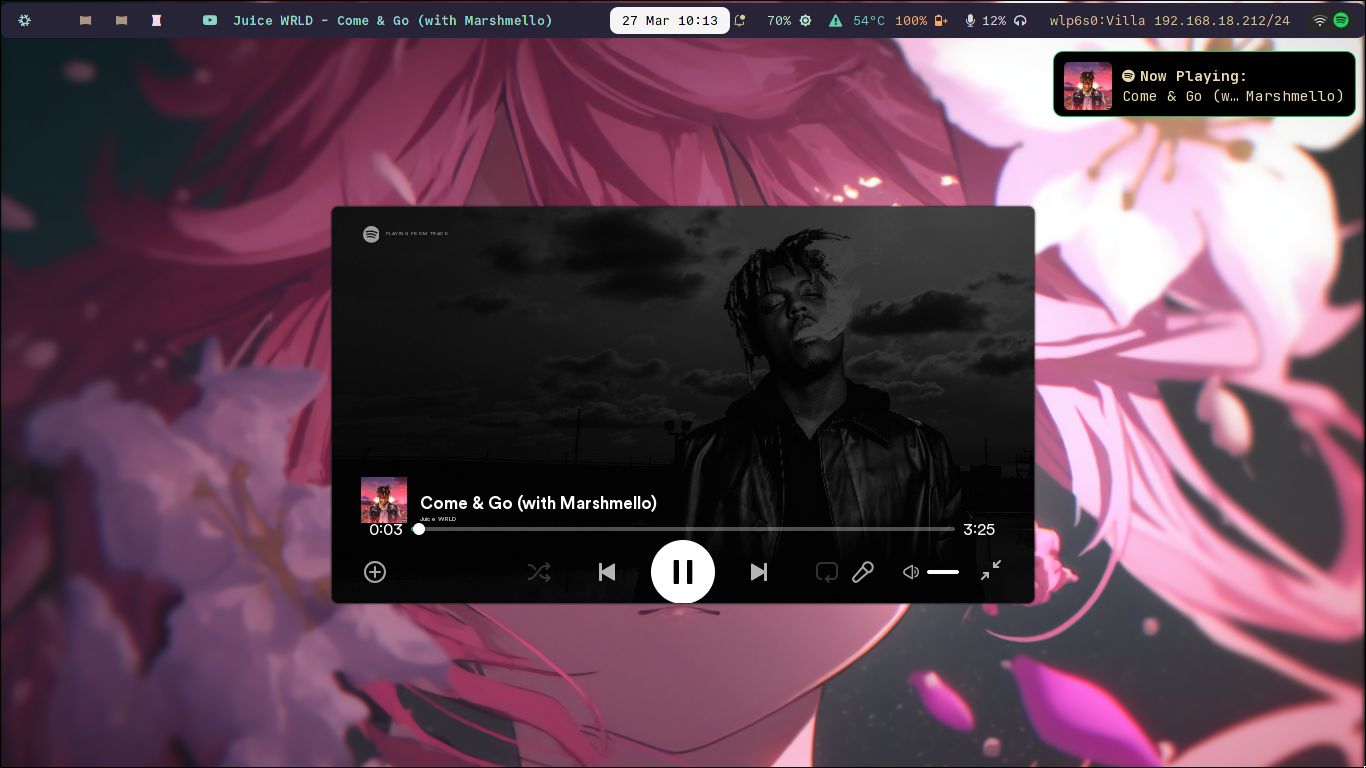 Juice WRLD - Come & Go (with Marshmello)
27 Mar 10:13
70%
54°C
100%
12%
wlp6s0:Villa 192.168.18.212/24
Now Playing:
Come & Go (w… Marshmello)
PLAYING FROM TRACK
Come & Go (with Marshmello)
Juice WRLD
0:03
3:25